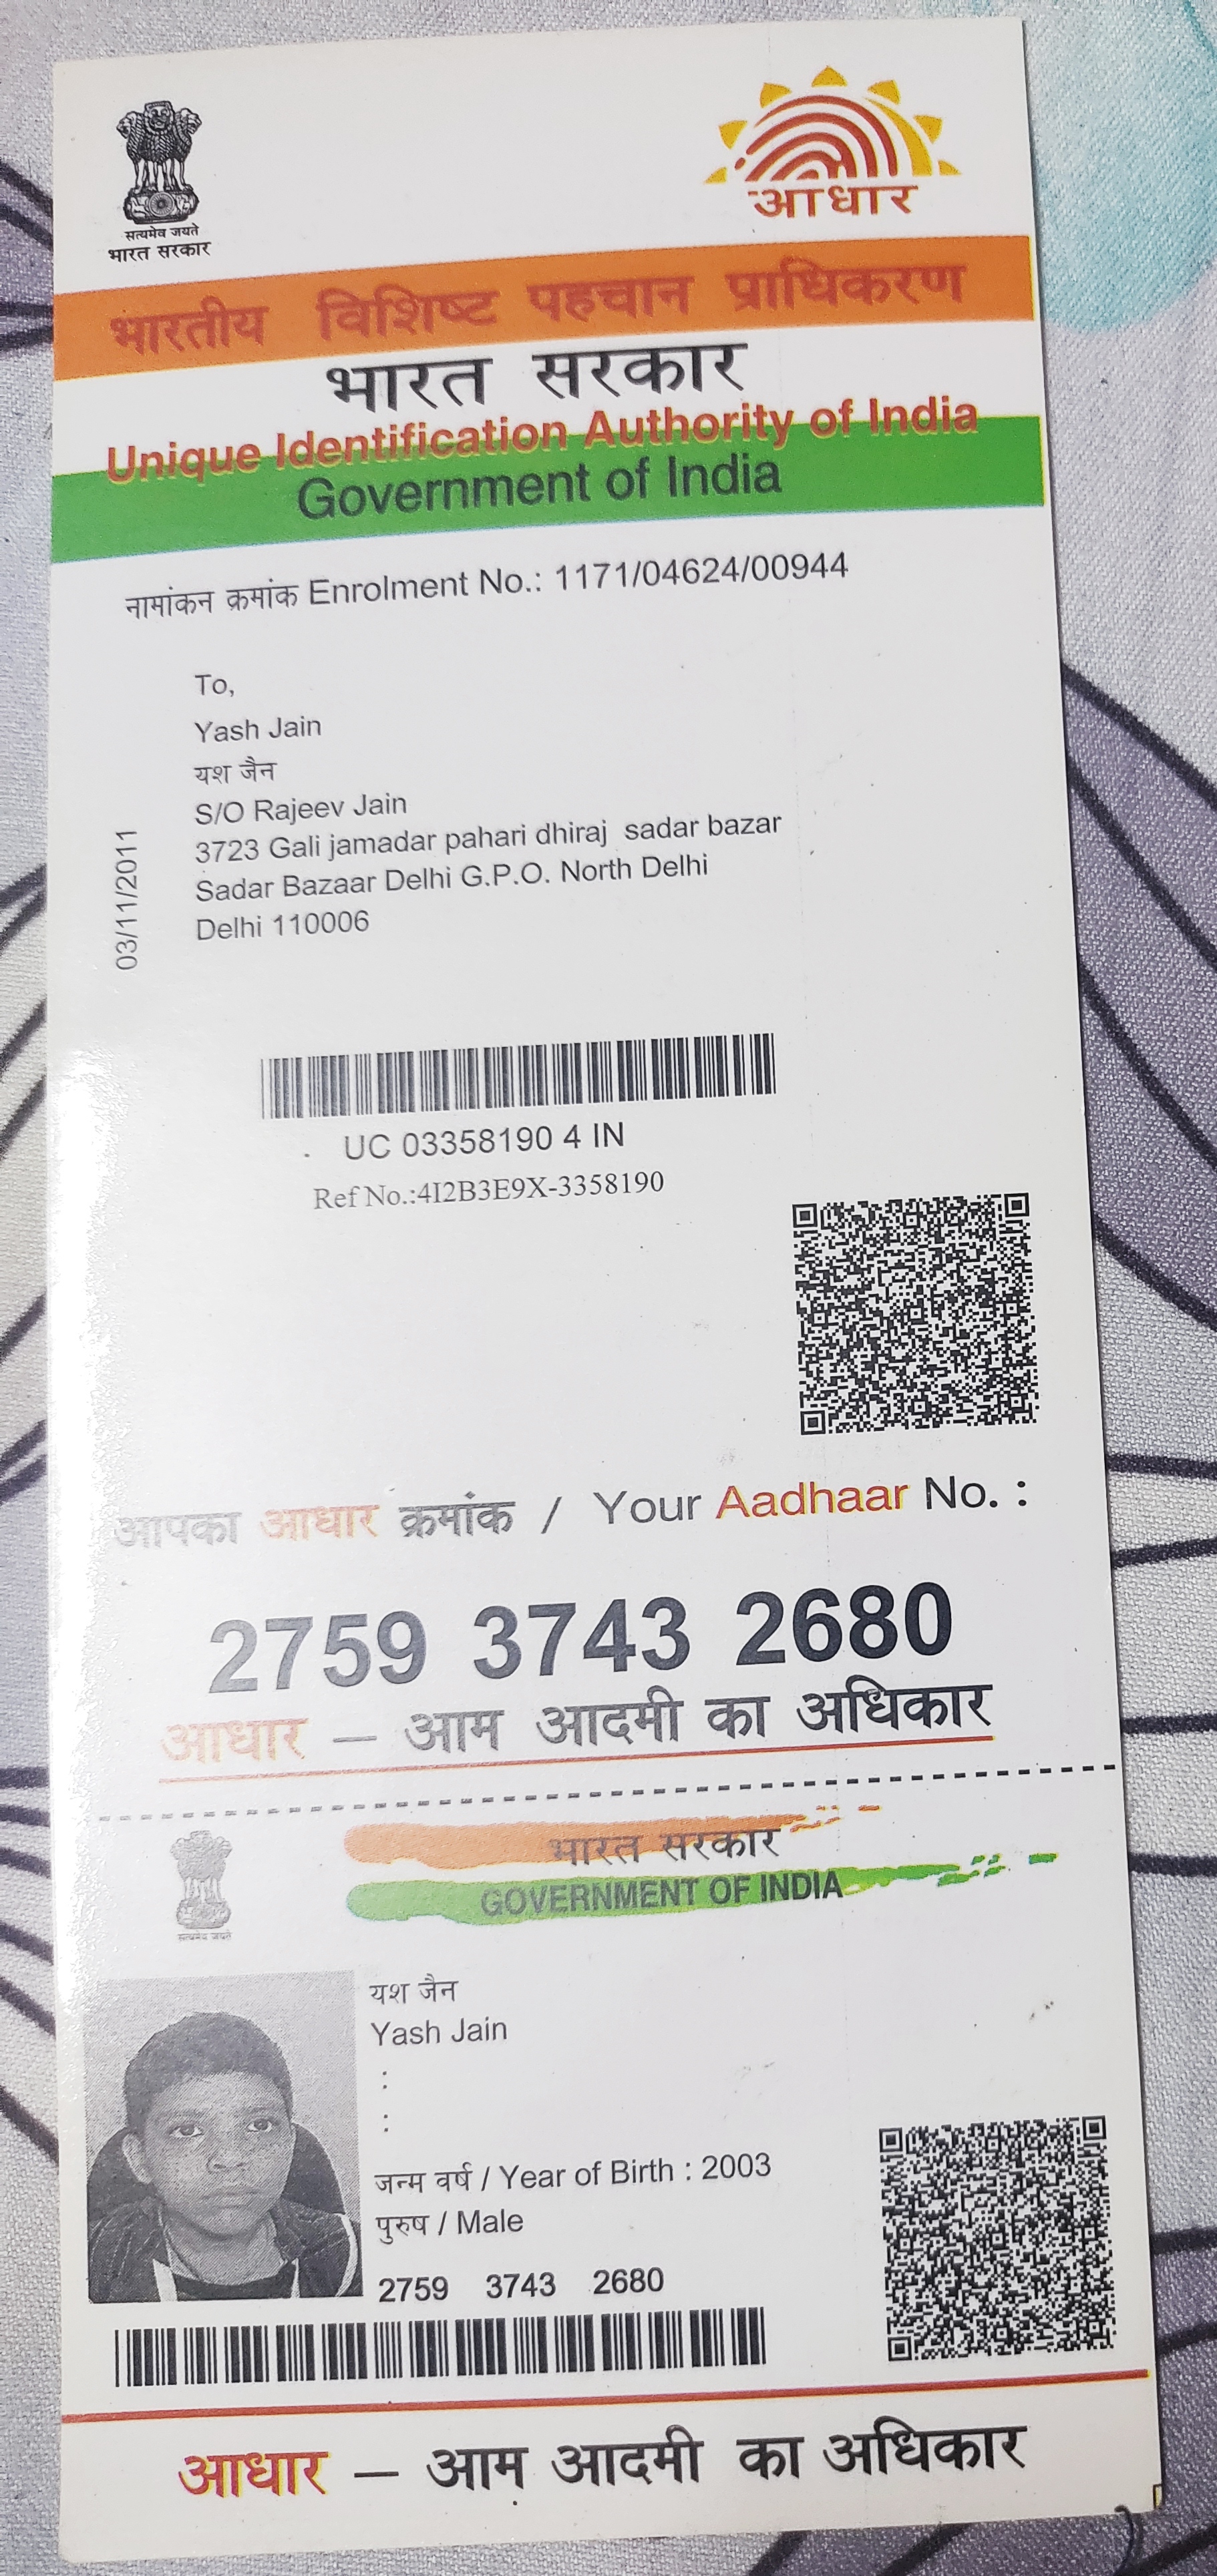 सत्यमेव जयते
भारत सरकार
आधार
भारतीय विशिष्ट पहचान प्राधिकरण
भारत सरकार
Unique Identification Authority of India
Government of India
नामांकन क्रमांक Enrolment No.: 1171/04624/00944
To,
Yash Jain
यश जैन
S/O Rajeev Jain
3723 Gali jamadar pahari dhiraj sadar bazar
Sadar Bazaar Delhi G.P.O. North Delhi
Delhi 110006
03/11/2011
UC 03358190 4 IN
Ref No.:4I2B3E9X-3358190
आपका आधार क्रमांक / Your Aadhaar No. :
2759 3743 2680
आधार – आम आदमी का अधिकार
भारत सरकार
GOVERNMENT OF INDIA
सत्यमेव जयते
यश जैन
Yash Jain
:
:
जन्म वर्ष / Year of Birth : 2003
पुरुष / Male
2759 3743 2680
आधार – आम आदमी का अधिकार